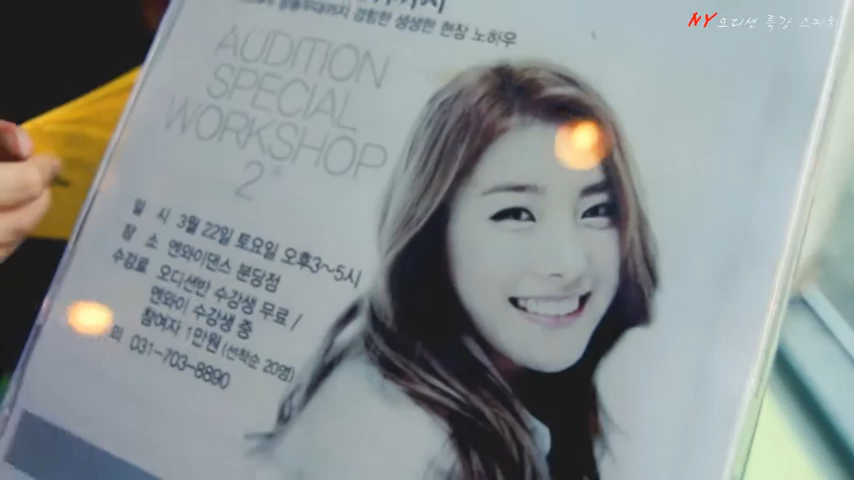 NY 오디션 특강 스케치
경험한 생생한 현장 노하우
AUDITION
SPECIAL
WORKSHOP
2
일 시 3월 22일 토요일 오후3~5시
장 소 엔와이댄스 분당점
수강료 오디션반 수강생 무료 /
엔와이 수강생 중
참여자 1만원 (선착순 20명)
031-703-8890